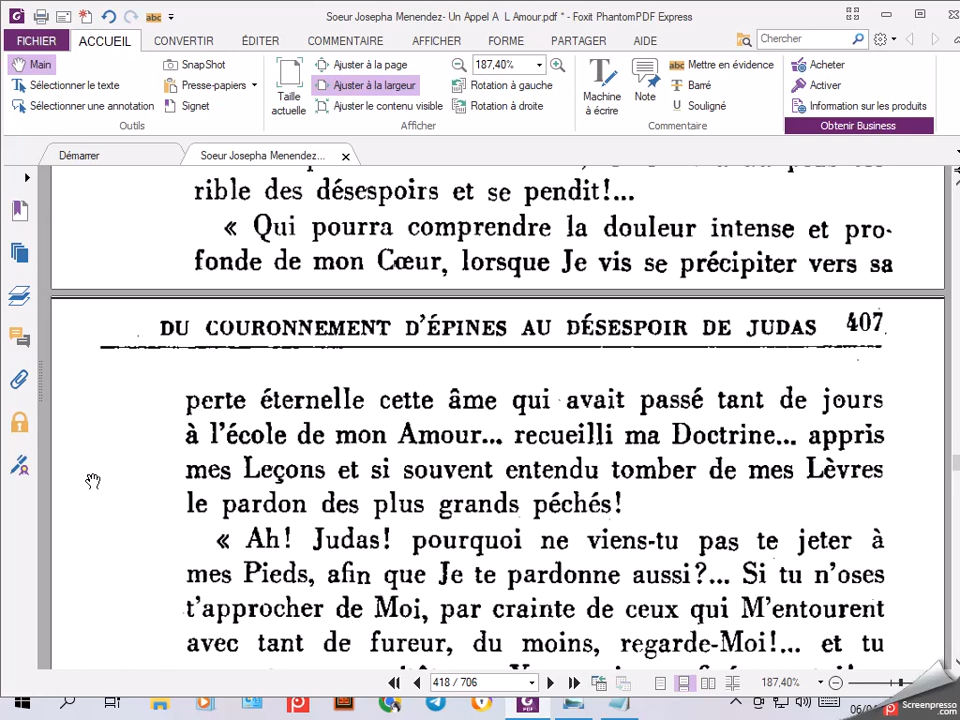 Soeur Josepha Menendez- Un Appel A L Amour.pdf * - Foxit PhantomPDF Express
FICHIER ACCUEIL CONVERTIR ÉDITER COMMENTAIRE AFFICHER FORME PARTAGER AIDE Chercher
Main SnapShot Ajuster à la page 187,40% abc Mettre en évidence Acheter
Sélectionner le texte Presse-papiers Ajuster à la largeur Rotation à gauche Barré Activer
Sélectionner une annotation Signet Taille actuelle Ajuster le contenu visible Rotation à droite Machine à écrire Note Souligné Information sur les produits
Outils Afficher Commentaire Obtenir Business
Démarrer Soeur Josepha Menendez...
rible des désespoirs et se pendit!...
« Qui pourra comprendre la douleur intense et pro-
fonde de mon Cœur, lorsque Je vis se précipiter vers sa
DU COURONNEMENT D'ÉPINES AU DÉSESPOIR DE JUDAS 407
perte éternelle cette âme qui avait passé tant de jours
à l'école de mon Amour... recueilli ma Doctrine... appris
mes Leçons et si souvent entendu tomber de mes Lèvres
le pardon des plus grands péchés!
« Ah! Judas! pourquoi ne viens-tu pas te jeter à
mes Pieds, afin que Je te pardonne aussi?... Si tu n'oses
t'approcher de Moi, par crainte de ceux qui M'entourent
avec tant de fureur, du moins, regarde-Moi!... et tu
418 / 706 187,40%
Screenpresso
.com